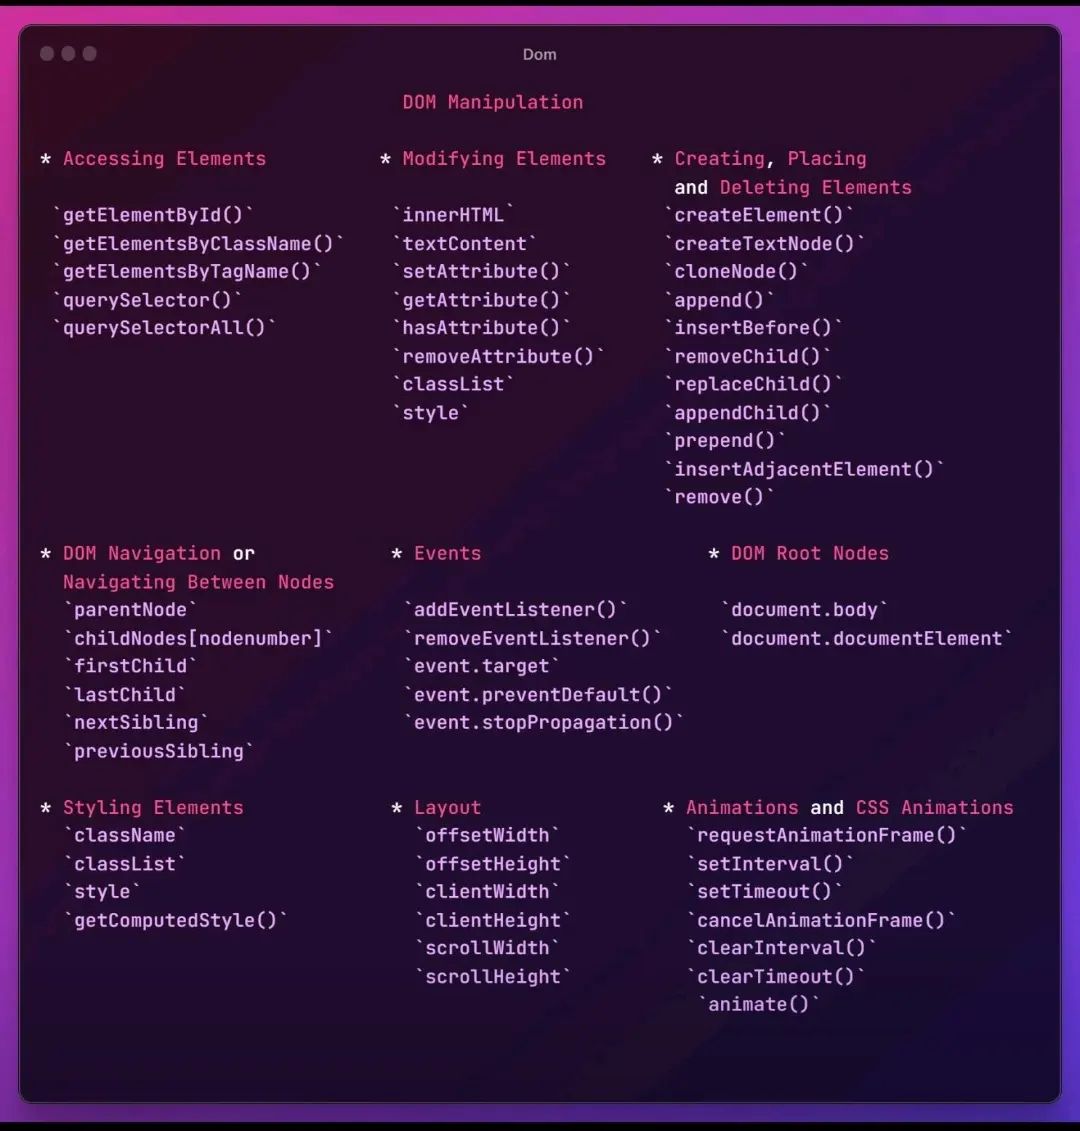 Dom
DOM Manipulation
* Accessing Elements
`getElementById()`
`getElementsByClassName()`
`getElementsByTagName()`
`querySelector()`
`querySelectorAll()`
* Modifying Elements
`innerHTML`
`textContent`
`setAttribute()`
`getAttribute()`
`hasAttribute()`
`removeAttribute()`
`classList`
`style`
* Creating, Placing
and Deleting Elements
`createElement()`
`createTextNode()`
`cloneNode()`
`append()`
`insertBefore()`
`removeChild()`
`replaceChild()`
`appendChild()`
`prepend()`
`insertAdjacentElement()`
`remove()`
* DOM Navigation or
Navigating Between Nodes
`parentNode`
`childNodes[nodenumber]`
`firstChild`
`lastChild`
`nextSibling`
`previousSibling`
* Events
`addEventListener()`
`removeEventListener()`
`event.target`
`event.preventDefault()`
`event.stopPropagation()`
* DOM Root Nodes
`document.body`
`document.documentElement`
* Styling Elements
`className`
`classList`
`style`
`getComputedStyle()`
* Layout
`offsetWidth`
`offsetHeight`
`clientWidth`
`clientHeight`
`scrollWidth`
`scrollHeight`
* Animations and CSS Animations
`requestAnimationFrame()`
`setInterval()`
`setTimeout()`
`cancelAnimationFrame()`
`clearInterval()`
`clearTimeout()`
`animate()`